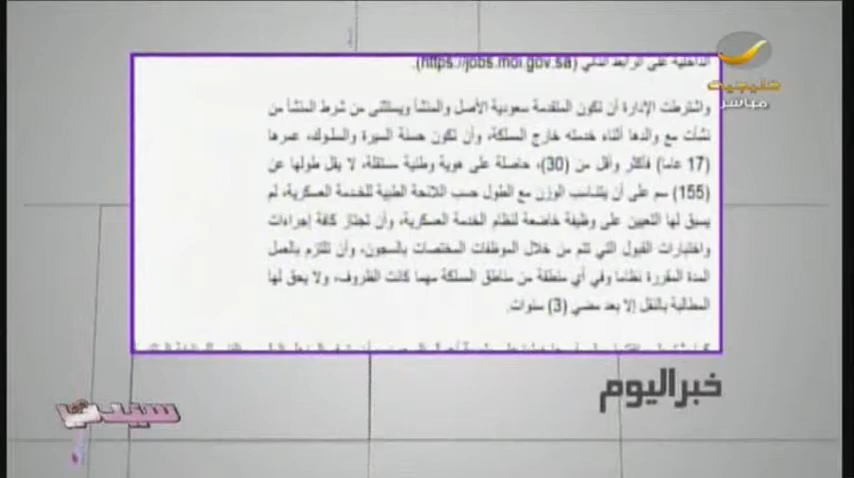 خليجية
مباشر
الداخلية على الرابط التالي (https://jobs.moi.gov.sa).
واشترطت الإدارة أن تكون المتقدمة سعودية الأصل والمنشأ ويستثنى من شرط المنشأ من
نشأت مع والدها أثناء خدمته خارج المملكة، وأن تكون حسنة السيرة والسلوك، عمرها
(17 عاما) فأكثر وأقل من (30)، حاصلة على هوية وطنية مستقلة، لا يقل طولها عن
(155) سم على أن يتناسب الوزن مع الطول حسب اللائحة الطبية للخدمة العسكرية، لم
يسبق لها التعيين على وظيفة خاضعة لنظام الخدمة العسكرية، وأن تجتاز كافة إجراءات
واختبارات القبول التي تتم من خلال الموظفات المختصات بالسجون، وأن تلتزم بالعمل
المدة المقررة نظاما وفي أي منطقة من مناطق المملكة مهما كانت الظروف، ولا يحق لها
المطالبة بالنقل إلا بعد مضي (3) سنوات.
خبر اليوم
سيدتي